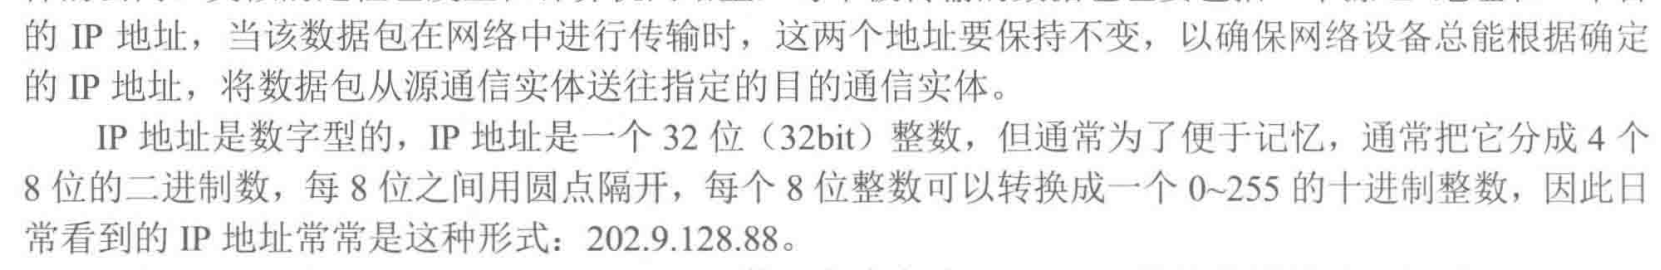 的 IP 地址，当该数据包在网络中进行传输时，这两个地址要保持不变，以确保网络设备总能根据确定
的 IP 地址，将数据包从源通信实体送往指定的目的通信实体。
IP 地址是数字型的，IP 地址是一个 32 位（32bit）整数，但通常为了便于记忆，通常把它分成 4 个
8 位的二进制数，每 8 位之间用圆点隔开，每个 8 位整数可以转换成一个 0~255 的十进制整数，因此日
常看到的 IP 地址常常是这种形式：202.9.128.88。